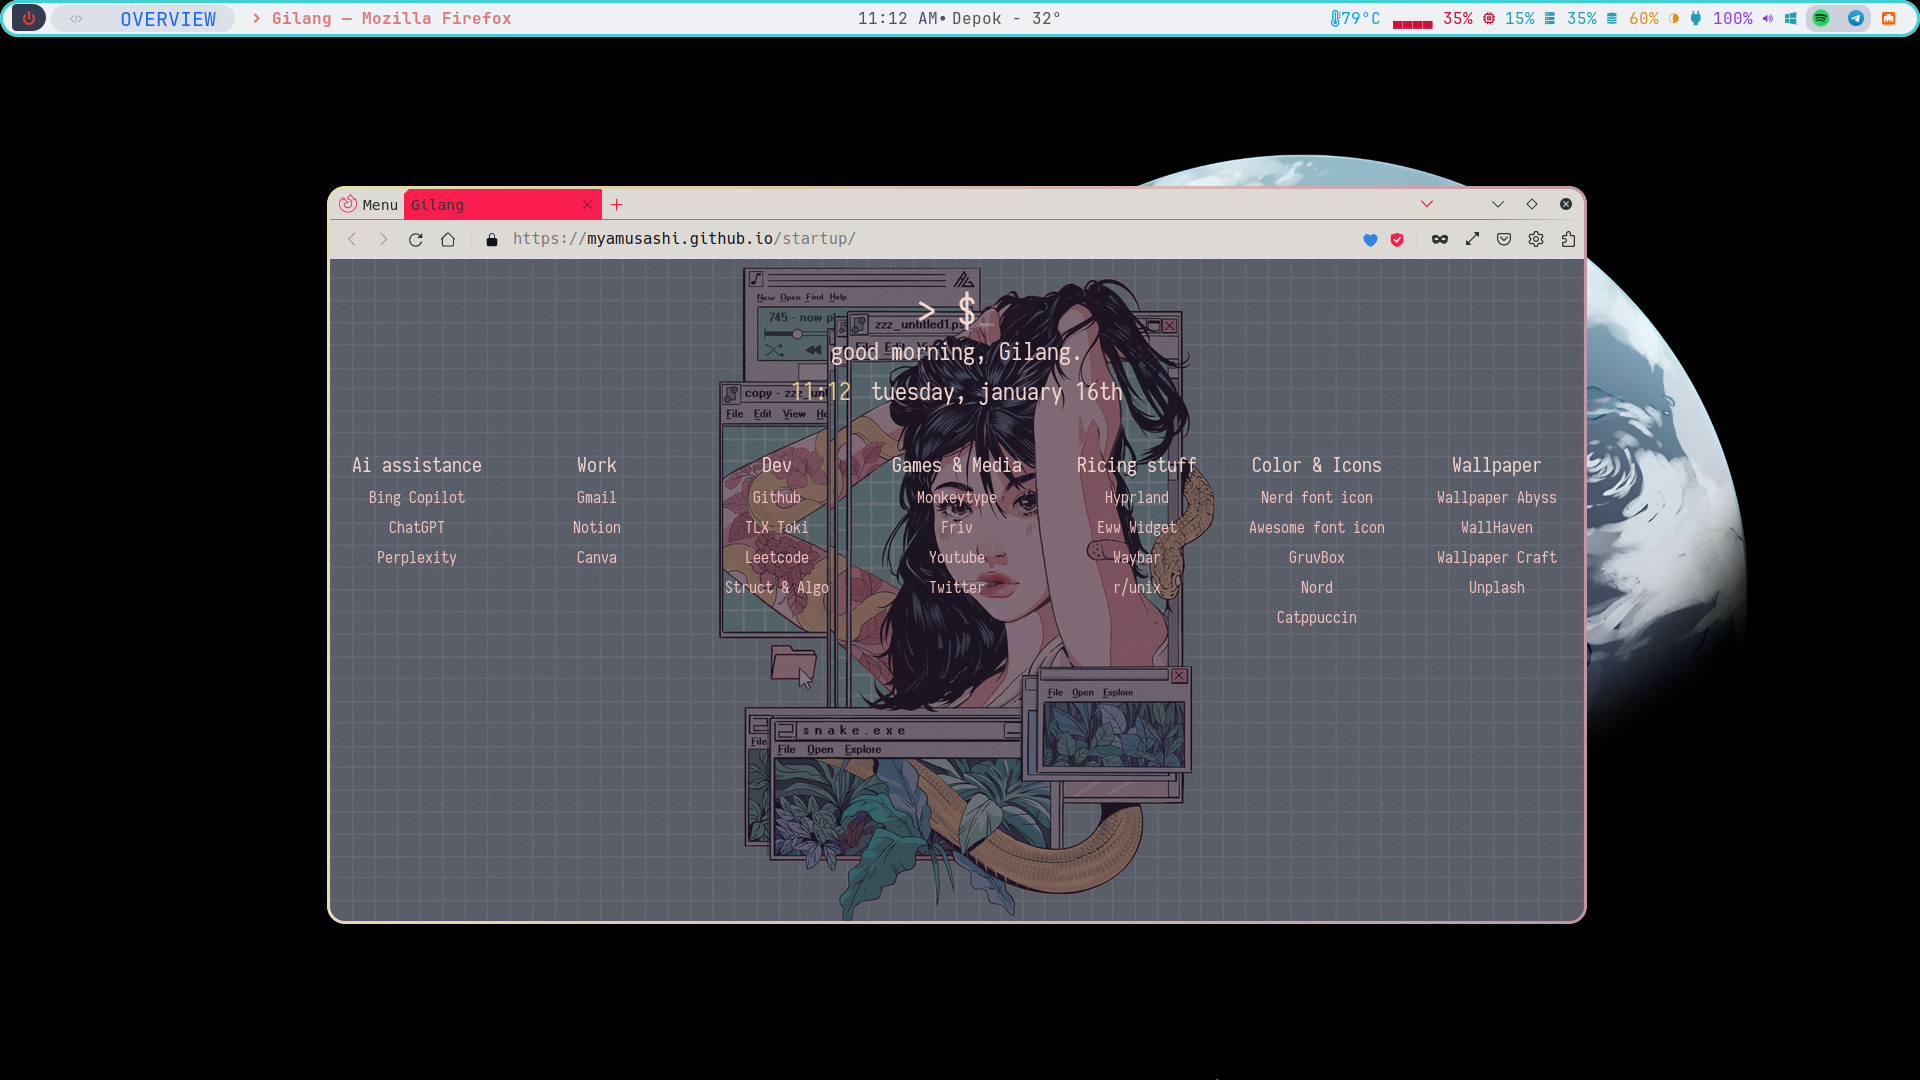 </> OVERVIEW > Gilang — Mozilla Firefox 11:12 AM• Depok - 32° 79°C 35% 15% 35% 60% 100%
Menu Gilang
https://myamusashi.github.io/startup/
New Open Find Help
745 - now
> $_
zzz_untitled1.ps
good morning, Gilang.
11:12 tuesday, january 16th
copy - zzz_unt
File Edit View He
Ai assistance
Bing Copilot
ChatGPT
Perplexity
Work
Gmail
Notion
Canva
Dev
Github
TLX Toki
Leetcode
Struct & Algo
Games & Media
Monkeytype
Friv
Youtube
Twitter
Ricing stuff
Hyprland
Eww Widget
Waybar
r/unix
Color & Icons
Nerd font icon
Awesome font icon
GruvBox
Nord
Catppuccin
Wallpaper
Wallpaper Abyss
WallHaven
Wallpaper Craft
Unplash
File Open Explore
snake.exe
File
File Open Explore